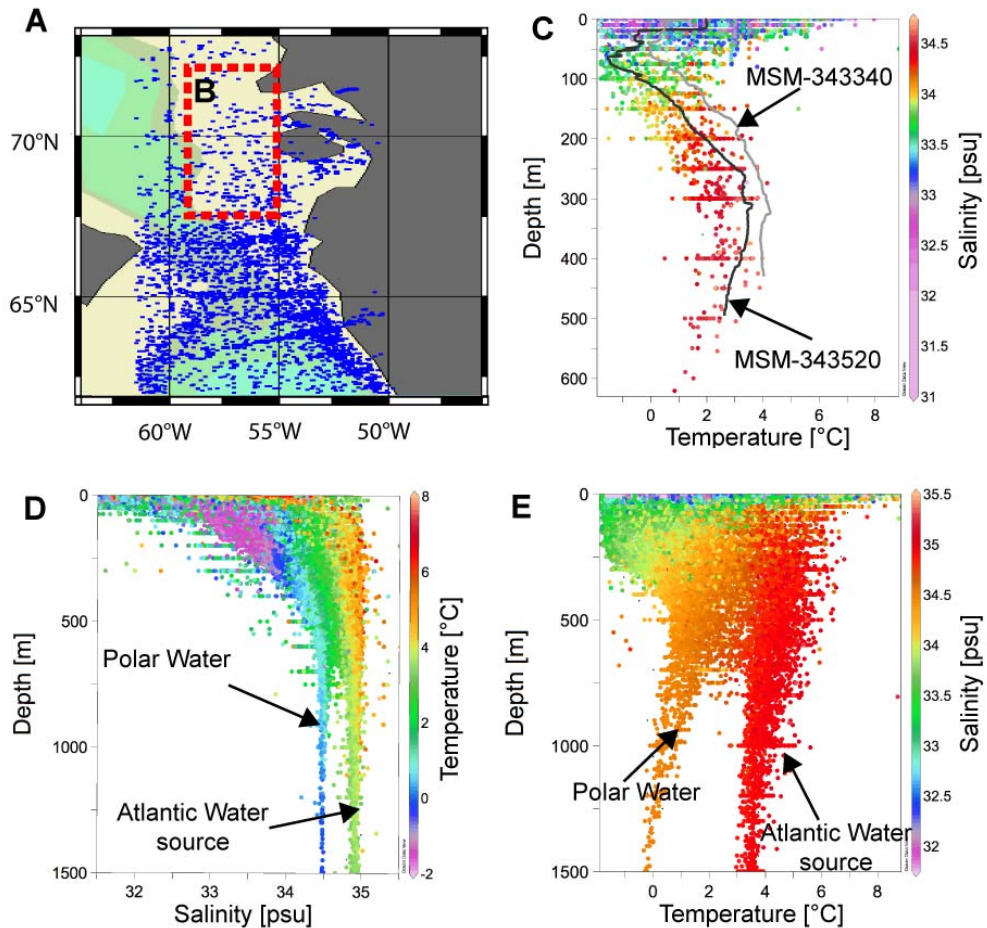 A
B
70°N
65°N
60°W
55°W
50°W
C
0
100
200
300
400
500
600
Depth [m]
0
2
4
6
8
Temperature [°C]
MSM-343340
MSM-343520
34.5
34
33.5
33
32.5
32
31.5
31
Salinity [psu]
D
0
500
1000
1500
Depth [m]
32
33
34
35
Salinity [psu]
Polar Water
Atlantic Water
source
8
6
4
2
0
-2
Temperature [°C]
E
0
500
1000
1500
Depth [m]
0
2
4
6
8
Temperature [°C]
Polar Water
Atlantic Water
source
35.5
35
34.5
34
33.5
33
32.5
32
Salinity [psu]